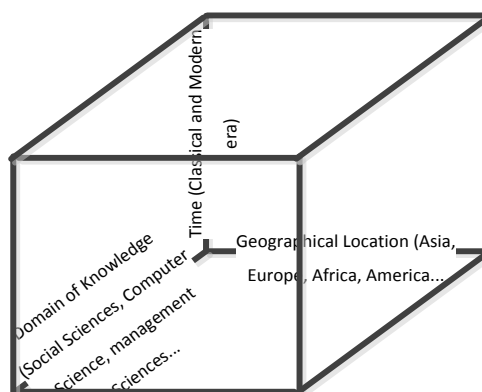 Time (Classical and Modern
era)
Geographical Location (Asia,
Europe, Africa, America...
Domain of Knowledge
(Social Sciences, Computer
Science, management
Sciences...